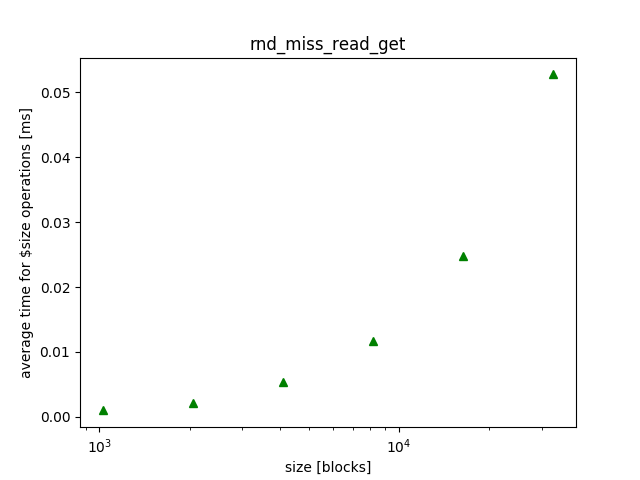 rnd_miss_read_get
average time for $size operations [ms]
0.05
0.04
0.03
0.02
0.01
0.00
10³
10⁴
size [blocks]